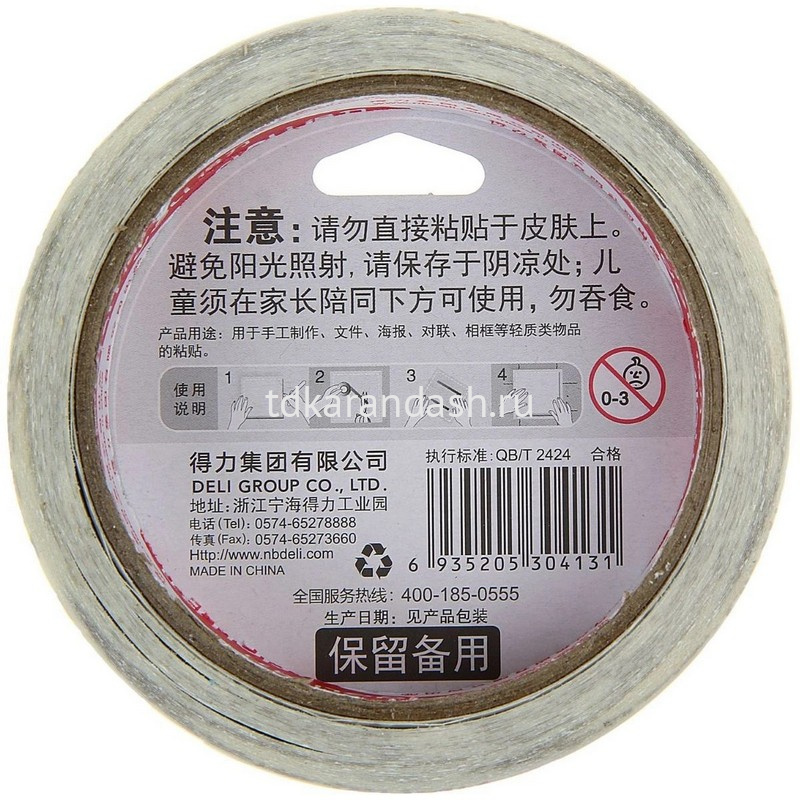 注意：请勿直接粘贴于皮肤上。
避免阳光照射, 请保存于阴凉处；儿
童须在家长陪同下方可使用，勿吞食。
产品用途：用于手工制作、文件、海报、对联、相框等轻质类物品
的粘贴。
使用
说明
1 2 3 4
0-3
tdkarandash.ru
得力集团有限公司
DELI GROUP CO., LTD.
地址: 浙江宁海得力工业园
电话 (Tel): 0574-65278888
传真 (Fax): 0574-65273660
Http://www.nbdeli.com
MADE IN CHINA
执行标准: QB/T 2424 合格
6 935205 304131
全国服务热线: 400-185-0555
生产日期: 见产品包装
保留备用